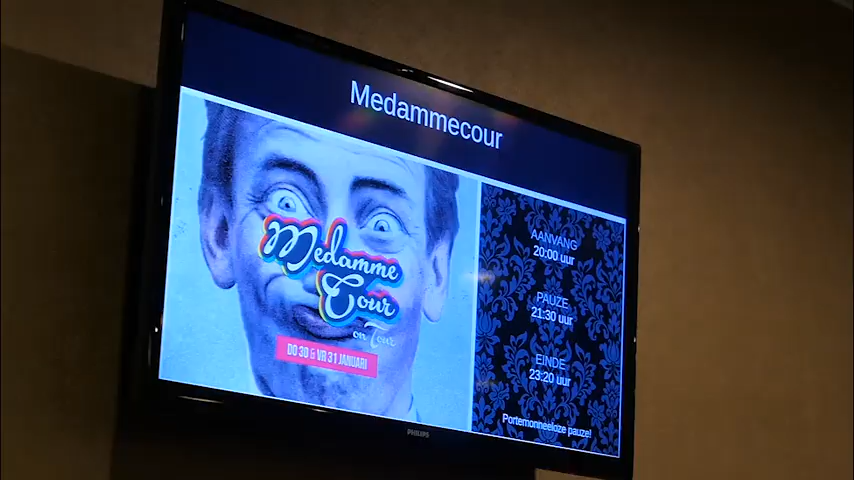 Medammecour
Medamme
Cour
on Tour
DO 30 & VR 31 JANUARI
AANVANG
20:00 uur
PAUZE
21:30 uur
EINDE
23:20 uur
Portemonneeloze pauze!
PHILIPS